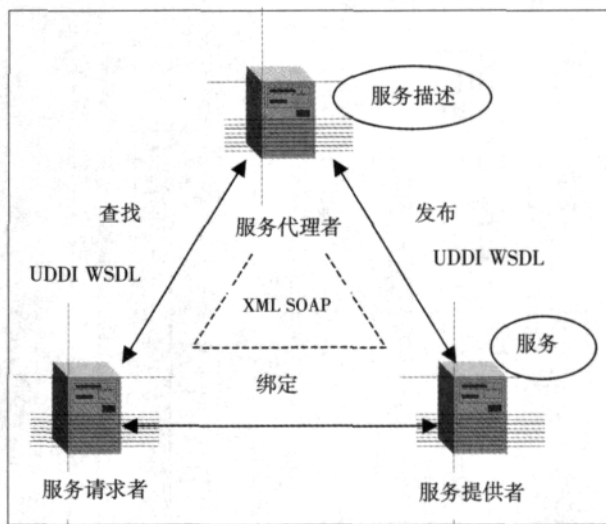 服务描述
查找
发布
服务代理者
UDDI WSDL
UDDI WSDL
XML SOAP
服务
绑定
服务请求者
服务提供者